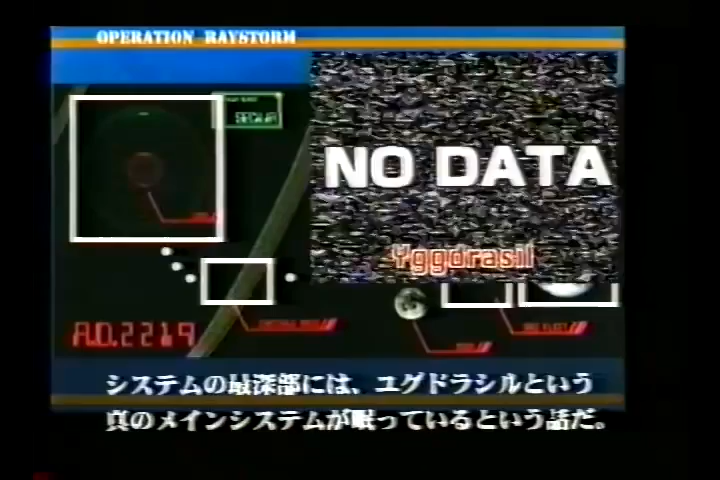 OPERATION RAYSTORM
SECILIA
NO DATA
Yggdrasil
A.D.2219
システムの最深部には、ユグドラシルという
真のメインシステムが眠っているという話だ。